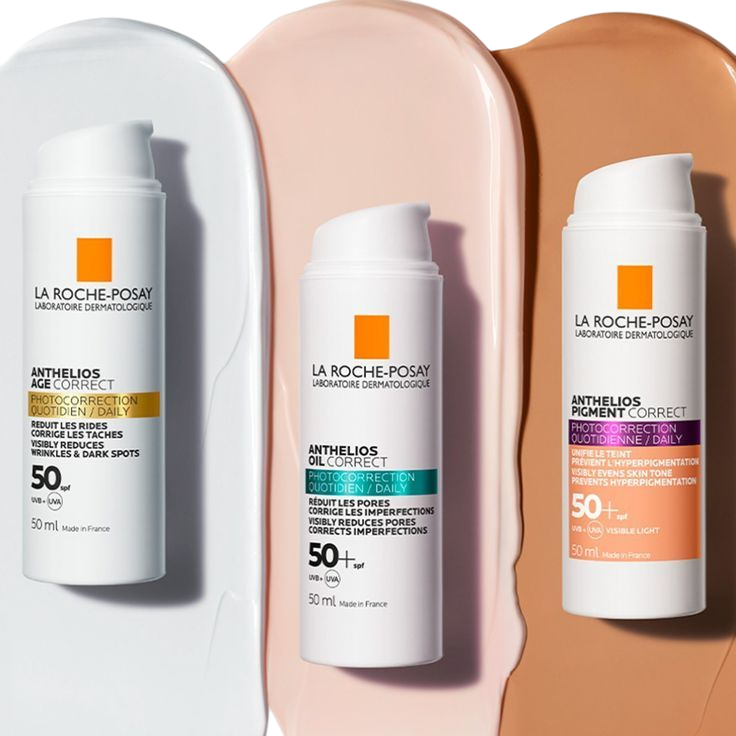 LA ROCHE-POSAY
LABORATOIRE DERMATOLOGIQUE
ANTHELIOS
AGE CORRECT
PHOTOCORRECTION
QUOTIDIEN / DAILY
REDUIT LES RIDES
CORRIGE LES TACHES
VISIBLY REDUCES
WRINKLES & DARK SPOTS
50 spf
UVB + UVA
50 ml Made in France
LA ROCHE-POSAY
LABORATOIRE DERMATOLOGIQUE
ANTHELIOS
OIL CORRECT
PHOTOCORRECTION
QUOTIDIEN / DAILY
RÉDUIT LES PORES
CORRIGE LES IMPERFECTIONS
VISIBLY REDUCES PORES
CORRECTS IMPERFECTIONS
50+ spf
UVB + UVA
50 ml Made in France
LA ROCHE-POSAY
LABORATOIRE DERMATOLOGIQUE
ANTHELIOS
PIGMENT CORRECT
PHOTOCORRECTION
QUOTIDIENNE / DAILY
UNIFIE LE TEINT
PRÉVIENT L'HYPERPIGMENTATION
VISIBLY EVENS SKIN TONE
PREVENTS HYPERPIGMENTATION
50+ spf
UVB + UVA VISIBLE LIGHT
50 ml Made in France